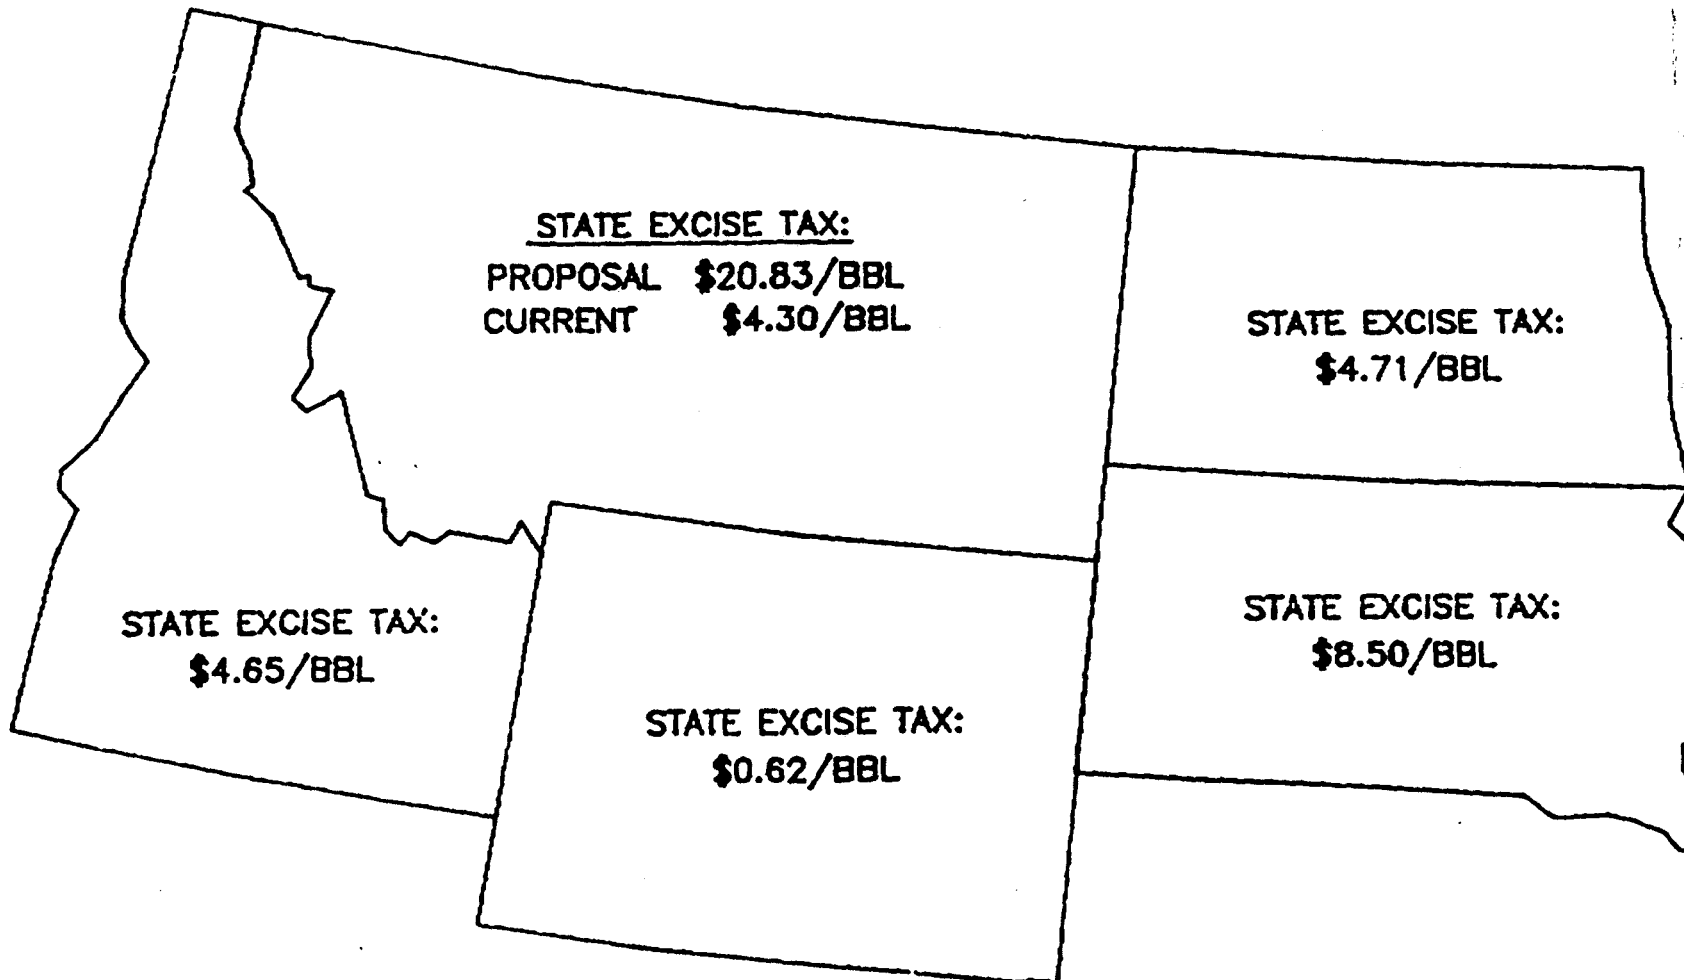 STATE EXCISE TAX:
PROPOSAL $20.83/BBL
CURRENT $4.30/BBL
STATE EXCISE TAX:
$4.71/BBL
STATE EXCISE TAX:
$4.65/BBL
STATE EXCISE TAX:
$0.62/BBL
STATE EXCISE TAX:
$8.50/BBL